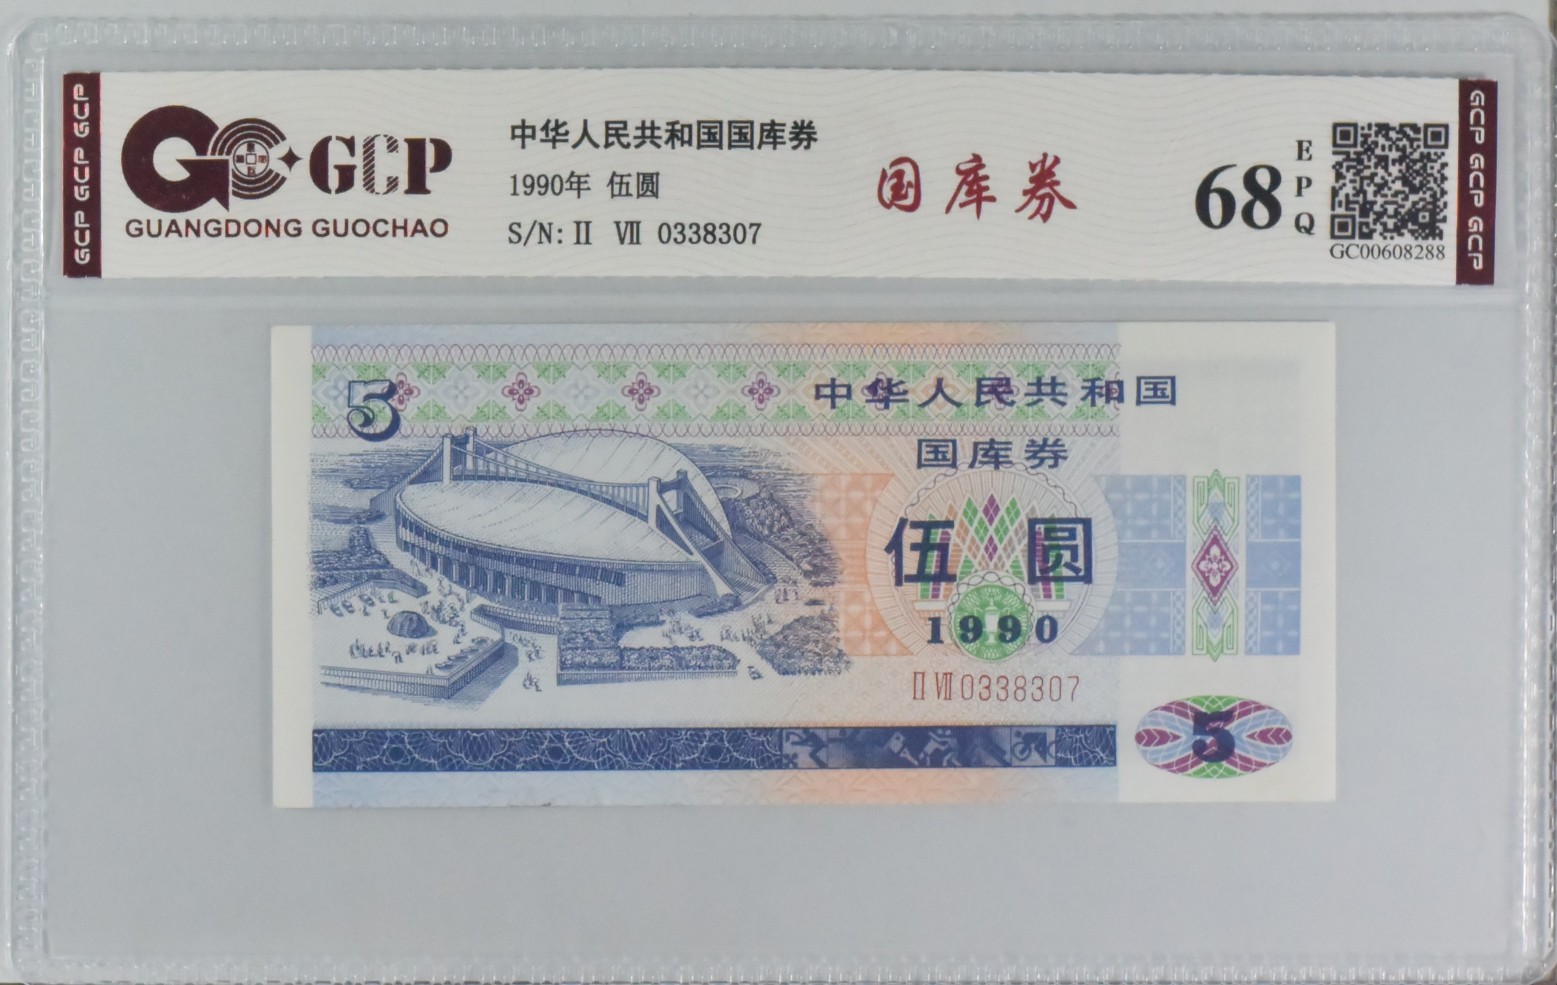 GCP GCP GCP
GCP
GUANGDONG GUOCHAO
中华人民共和国国库券
1990年 伍圆
S/N: II VII 0338307
国库券
68
EPQ
GC00608288
GCP GCP GCP
5
中华人民共和国
国库券
伍圆
1990
II VII 0338307
5